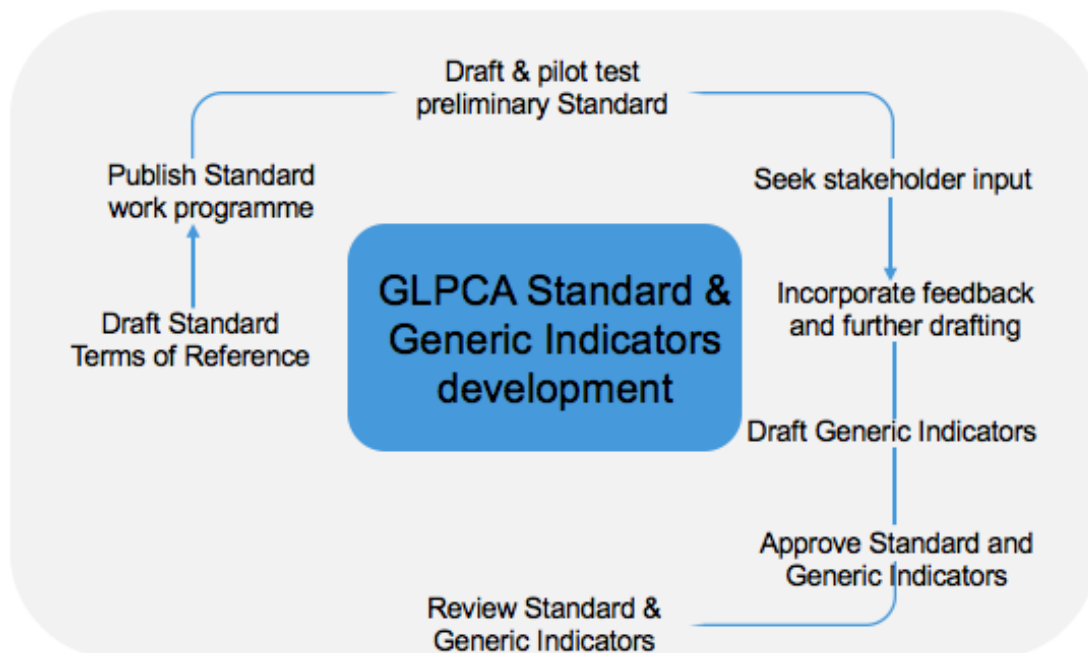 Draft & pilot test
preliminary Standard
Publish Standard
work programme
Seek stakeholder input
GLPCA Standard &
Generic Indicators
development
Incorporate feedback
and further drafting
Draft Standard
Terms of Reference
Draft Generic Indicators
Approve Standard and
Generic Indicators
Review Standard &
Generic Indicators